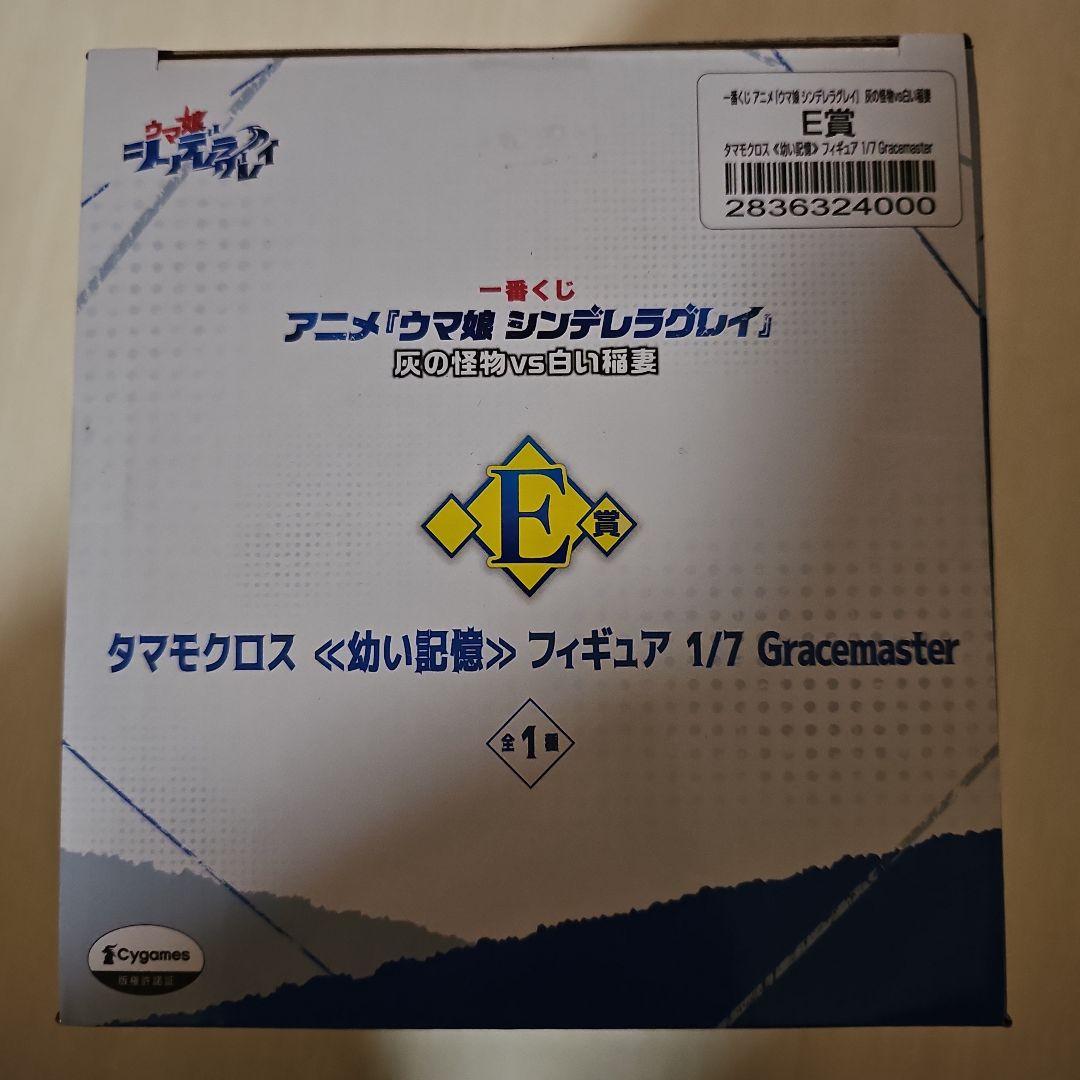 ウマ娘
シンデレラグレイ
一番くじ アニメ『ウマ娘 シンデレラグレイ』 灰の怪物vs白い稲妻
E賞
タマモクロス ≪幼い記憶≫ フィギュア 1/7 Gracemaster
2836324000
一番くじ
アニメ『ウマ娘 シンデレラグレイ』
灰の怪物vs白い稲妻
E賞
タマモクロス ≪幼い記憶≫ フィギュア 1/7 Gracemaster
全1種
Cygames
版権許諾証